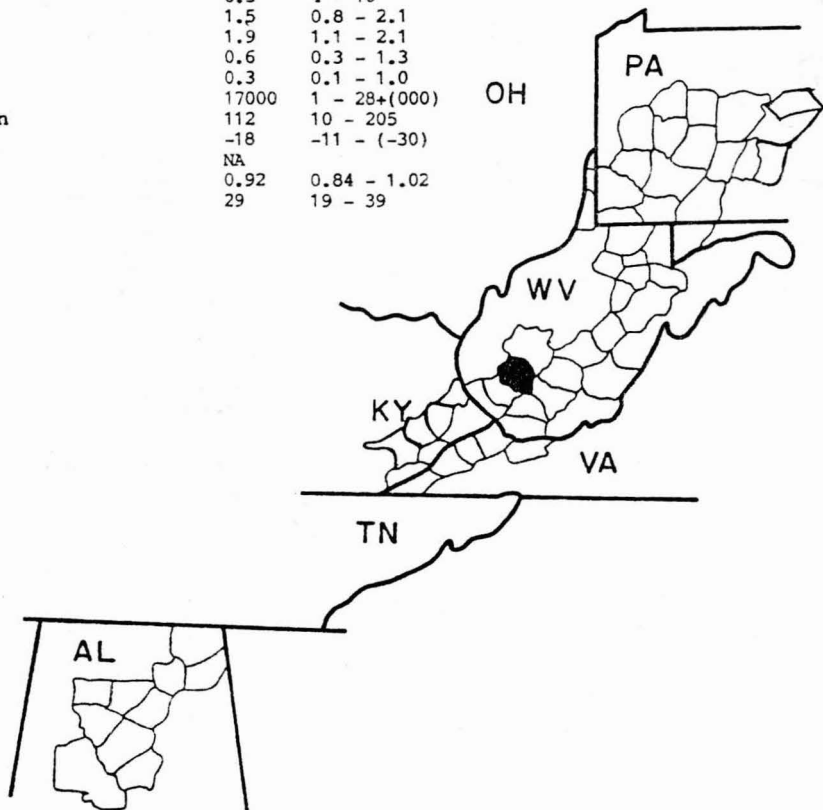 1.5 0.8 - 2.1
1.9 1.1 - 2.1
0.6 0.3 - 1.3
0.3 0.1 - 1.0
17000 1 - 28+(000)
n 112 10 - 205
-18 -11 - (-30)
NA
0.92 0.84 - 1.02
29 19 - 39
OH
PA
WV
KY
VA
TN
AL